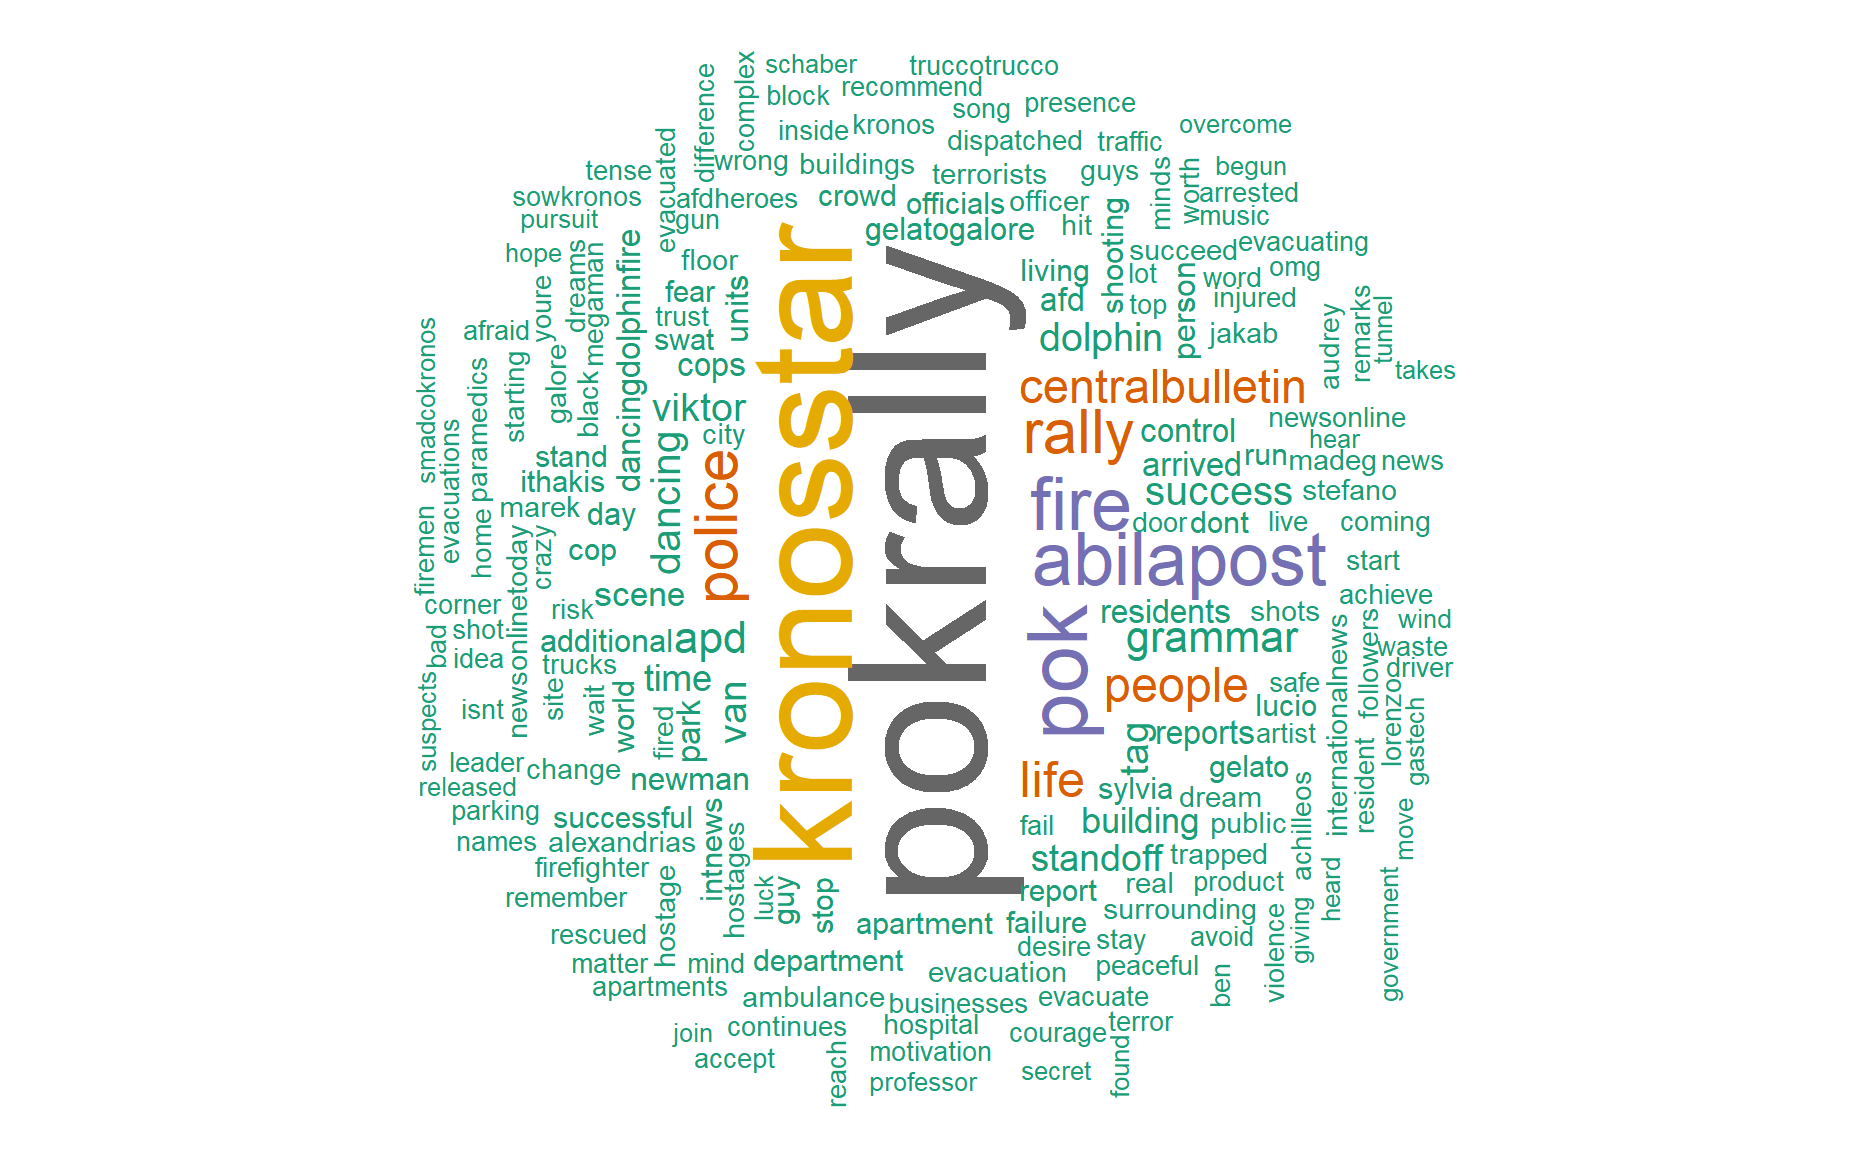 schaber
truccotrucco
complex
difference
block
recommend
song
presence
inside
kronos
dispatched
traffic
overcome
evacuated
wrong
buildings
terrorists
guys
minds
worth
begun
tense
sowkronos
afdheroes
crowd
officials
officer
arrested
pursuit
gun
gelatogalore
hit
shooting
music
hope
dreams
megaman
dancingdolphinfire
floor
units
kronosstar
pokrally
living
lot
succeed
evacuating
youre
fear
afd
top
person
word
omg
injured
afraid
trust
swat
dolphin
jakab
audrey
remarks
tunnel
smadcokronos
starting
galore
black
cops
centralbulletin
takes
paramedics
viktor
rally
control
newsonline
evacuations
city
hear
stand
dancing
police
arrived
run
madeg
news
ithakis
fire
success
stefano
marek
day
door
dont
live
coming
firemen
home
newsonlinetoday
crazy
cop
abilapost
start
corner
risk
scene
residents
shots
achieve
bad
shot
additional
apd
pok
grammar
internationalnews
followers
wind
waste
idea
trucks
time
people
safe
lorenzo
driver
suspects
isnt
site
wait
world
fired
park
van
tag
lucio
reports
artist
gastech
leader
change
newman
life
gelato
resident
released
sylvia
dream
parking
successful
fail
building
public
achilleos
move
names
alexandrias
intnews
hostages
standoff
trapped
firefighter
luck
guy
stop
report
real
product
heard
government
remember
hostage
apartment
failure
surrounding
violence
giving
rescued
desire
stay
avoid
matter
mind
department
evacuation
peaceful
ben
apartments
ambulance
businesses
evacuate
join
continues
hospital
courage
terror
accept
reach
motivation
secret
found
professor